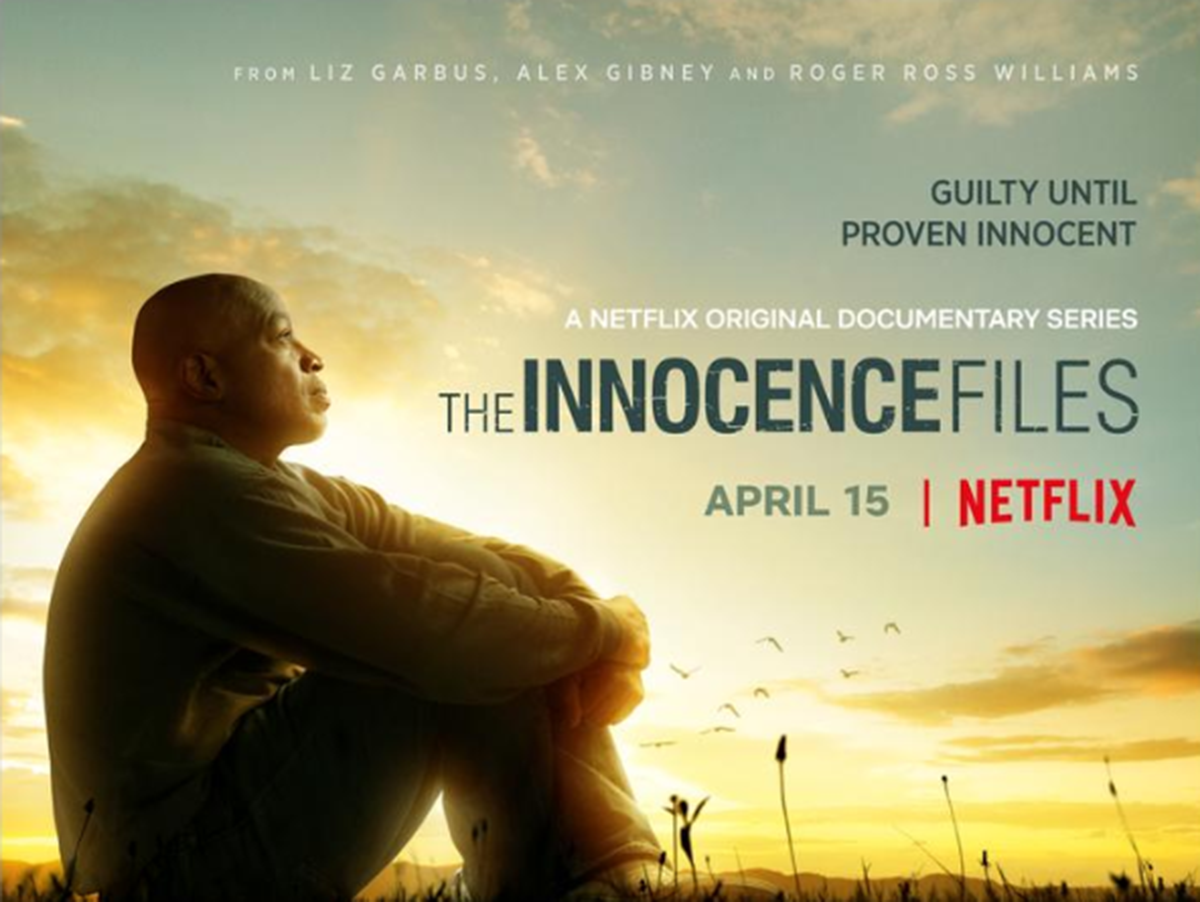 FROM LIZ GARBUS, ALEX GIBNEY AND ROGER ROSS WILLIAMS
GUILTY UNTIL
PROVEN INNOCENT
A NETFLIX ORIGINAL DOCUMENTARY SERIES
THE INNOCENCE FILES
APRIL 15 | NETFLIX